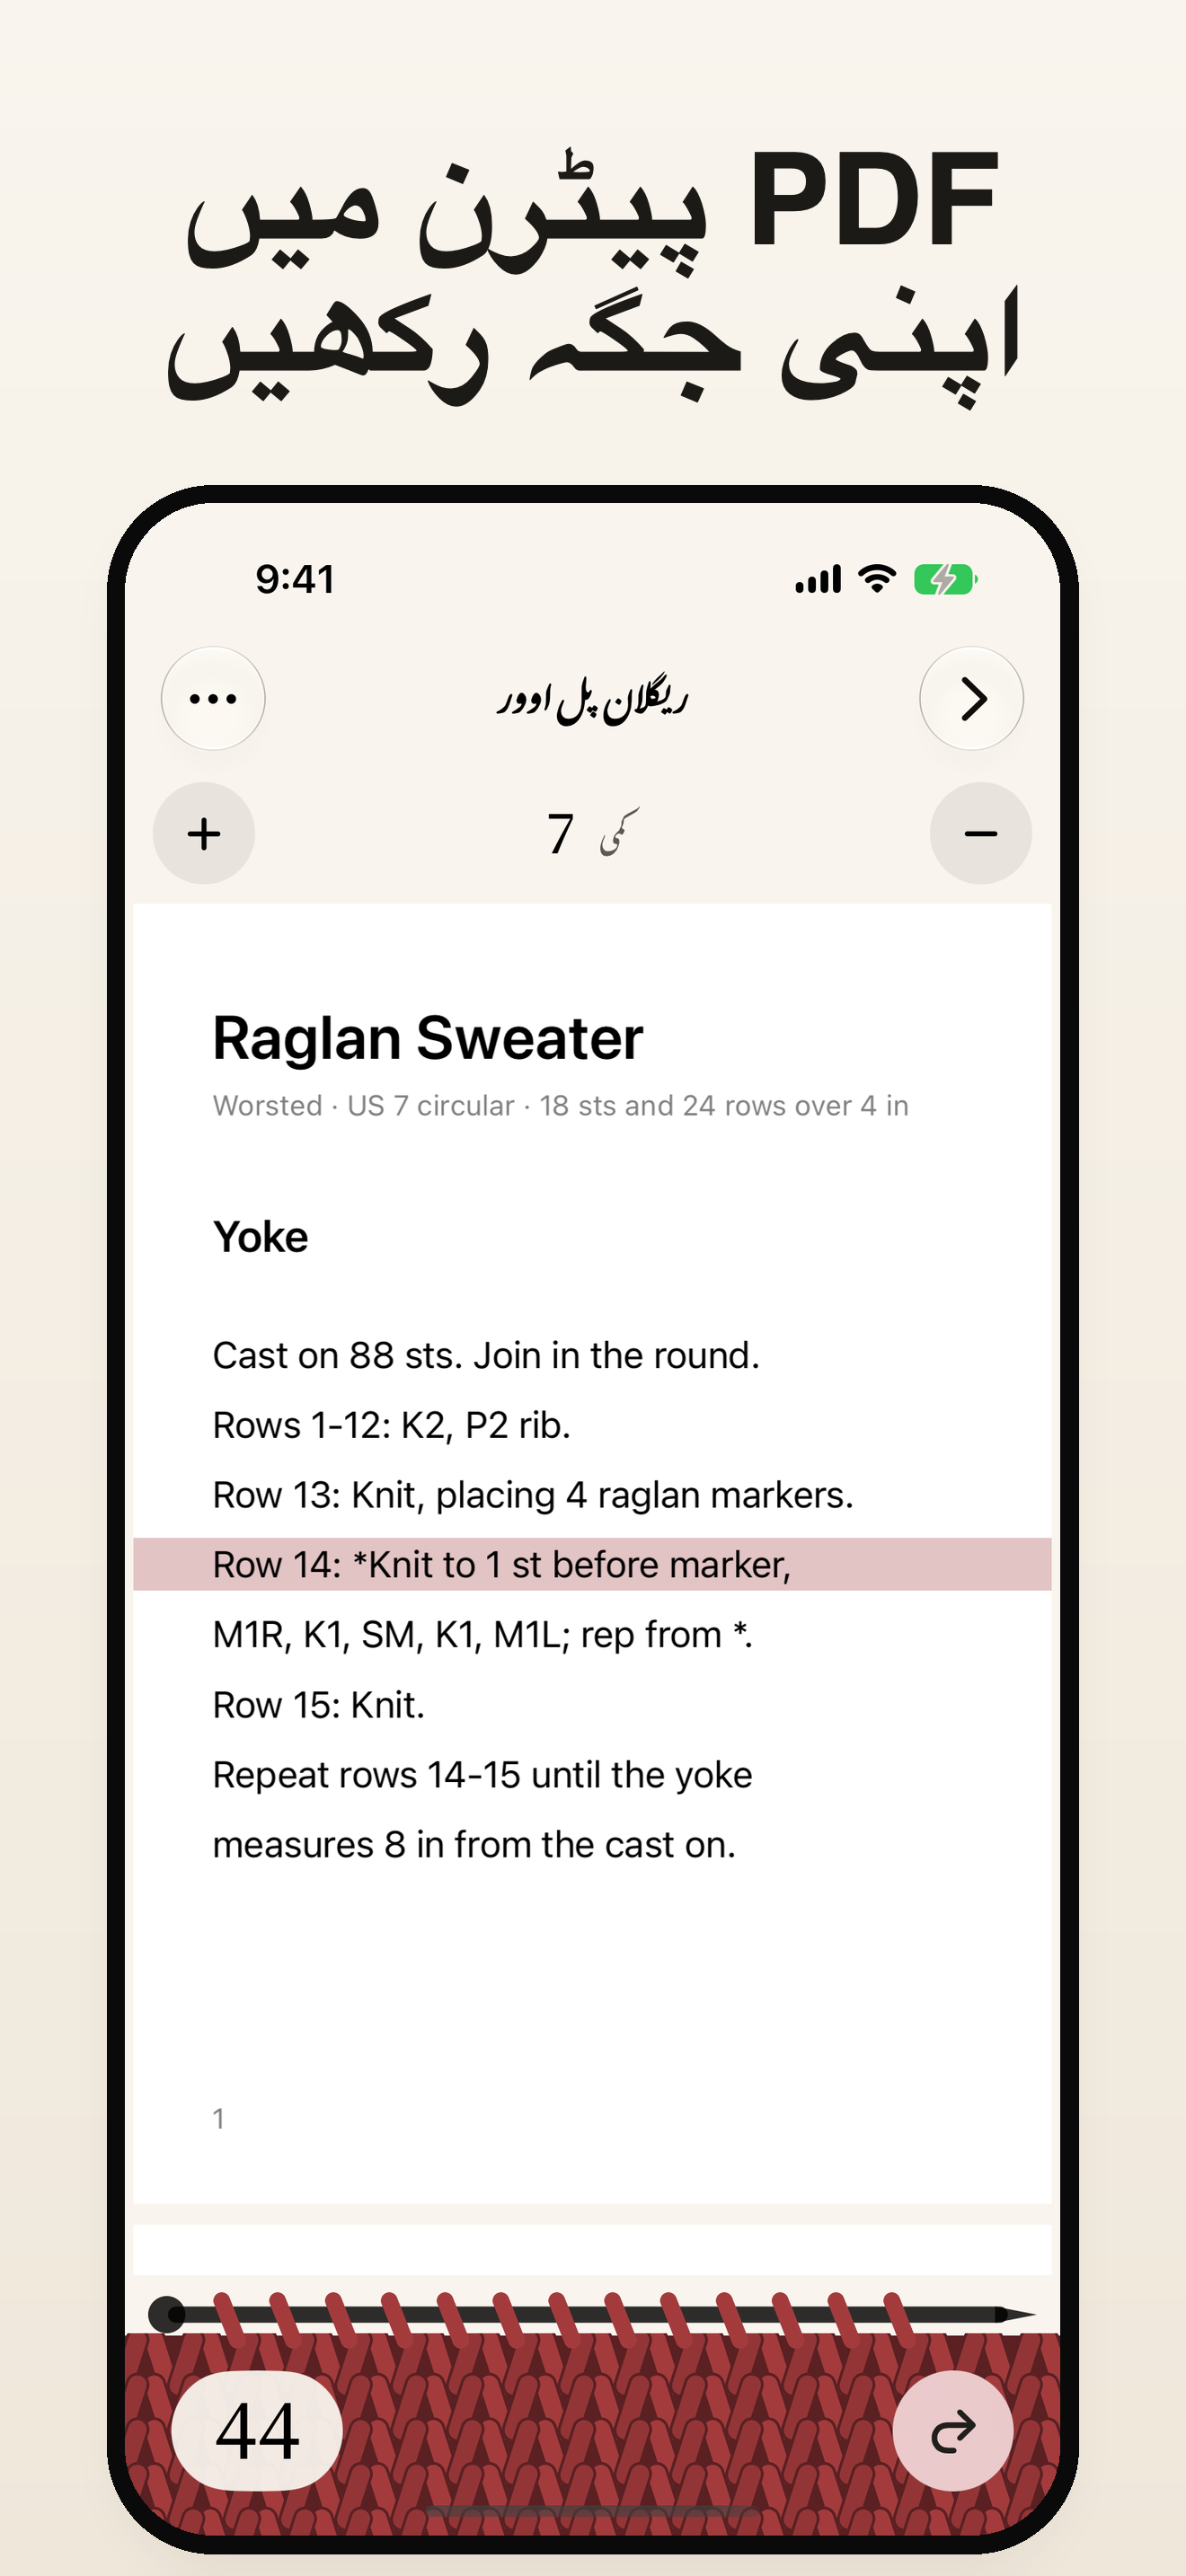 PDF پیٹرن میں
اپنی جگہ رکھیں
9:41
ریگلان پل اوور
کمی 7
Raglan Sweater
Worsted · US 7 circular · 18 sts and 24 rows over 4 in
Yoke
Cast on 88 sts. Join in the round.
Rows 1-12: K2, P2 rib.
Row 13: Knit, placing 4 raglan markers.
Row 14: *Knit to 1 st before marker,
M1R, K1, SM, K1, M1L; rep from *.
Row 15: Knit.
Repeat rows 14-15 until the yoke
measures 8 in from the cast on.
1
44